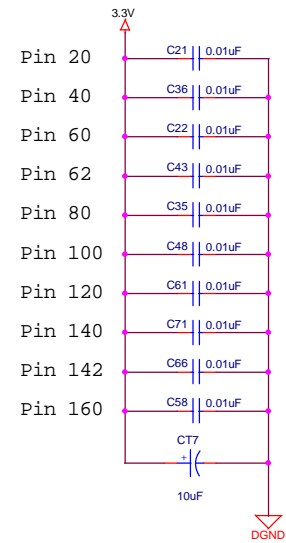 3.3V
Pin 20 C21 0.01uF
Pin 40 C36 0.01uF
Pin 60 C22 0.01uF
Pin 62 C43 0.01uF
Pin 80 C35 0.01uF
Pin 100 C48 0.01uF
Pin 120 C61 0.01uF
Pin 140 C71 0.01uF
Pin 142 C66 0.01uF
Pin 160 C58 0.01uF
CT7
+
10uF
DGND